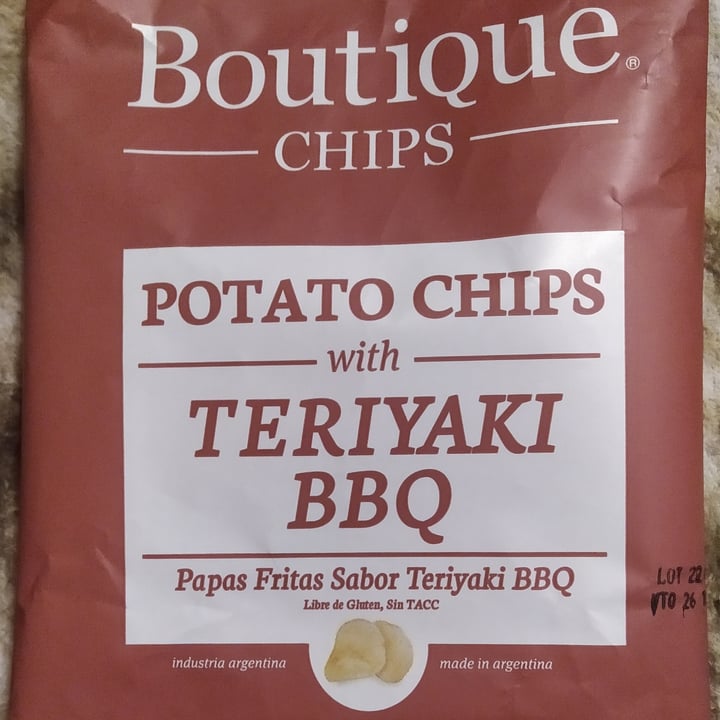 Boutique®
CHIPS
POTATO CHIPS
with
TERIYAKI
BBQ
Papas Fritas Sabor Teriyaki BBQ
Libre de Gluten, Sin TACC
LOT 22
VTO 26
industria argentina
made in argentina